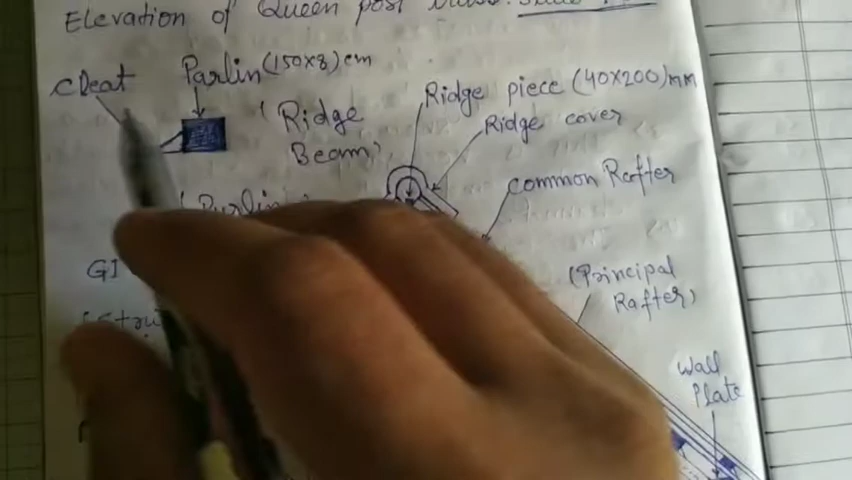 Elevation of Queen post
cleat
Parlin (150x8) cm
(Ridge
Beam)
Ridge piece (40x200) mm
Ridge cover
common Rafter
(Purlin
GI
(Principal
Rafter)
Wall
Plate